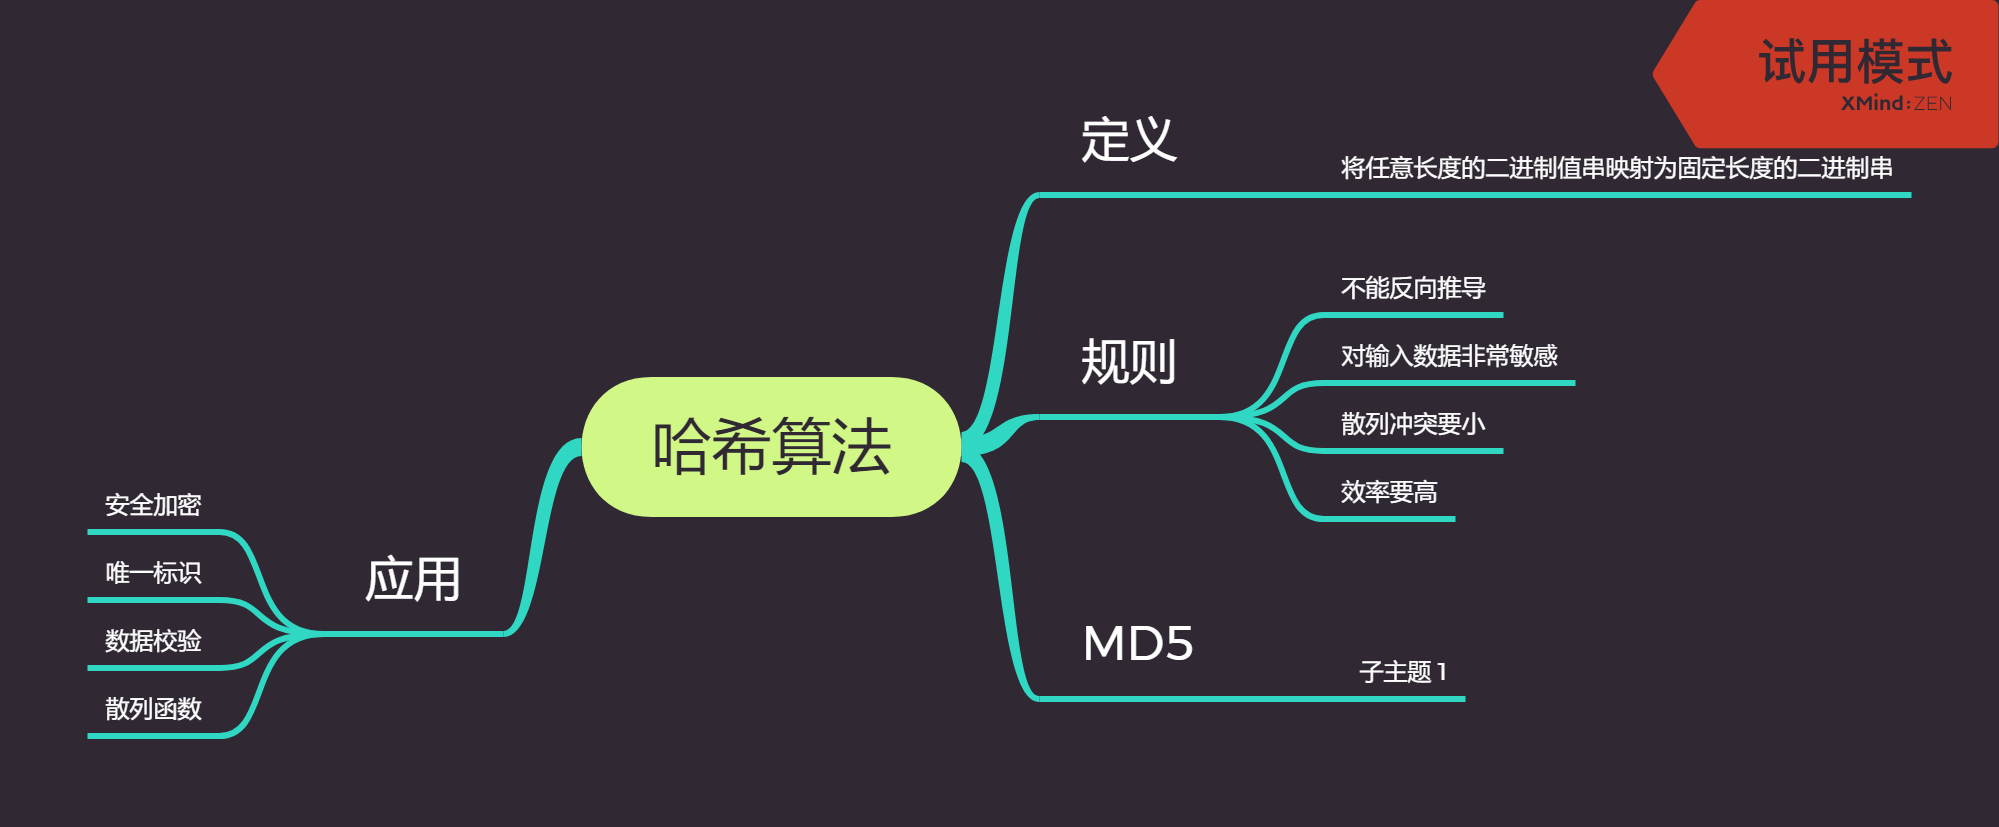 试用模式
XMind:ZEN
定义
将任意长度的二进制值串映射为固定长度的二进制串
规则
不能反向推导
对输入数据非常敏感
散列冲突要小
效率要高
哈希算法
MD5
子主题 1
应用
安全加密
唯一标识
数据校验
散列函数